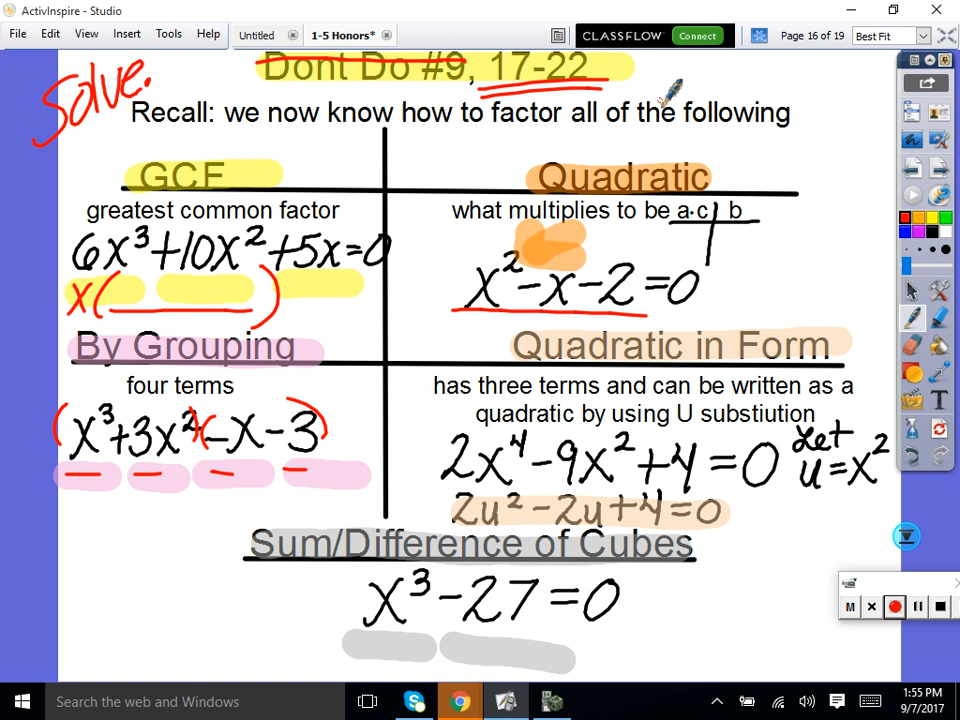 ActivInspire - Studio
File Edit View Insert Tools Help
Untitled
1-5 Honors*
CLASSFLOW
Connect
Page 16 of 19
Best Fit
Solve.
Dont Do #9, 17-22
Recall: we now know how to factor all of the following
GCF
greatest common factor
6x³+10x²+5x=0
x( )
Quadratic
what multiplies to be a·c b
x²-x-2=0
By Grouping
four terms
(x³+3x²)(-x-3)
Quadratic in Form
has three terms and can be written as a
quadratic by using U substiution
2x⁴-9x²+4=0
Let
u=x²
2u²-2u+4=0
Sum/Difference of Cubes
x³-27=0
M
T
Search the web and Windows
1:55 PM
9/7/2017